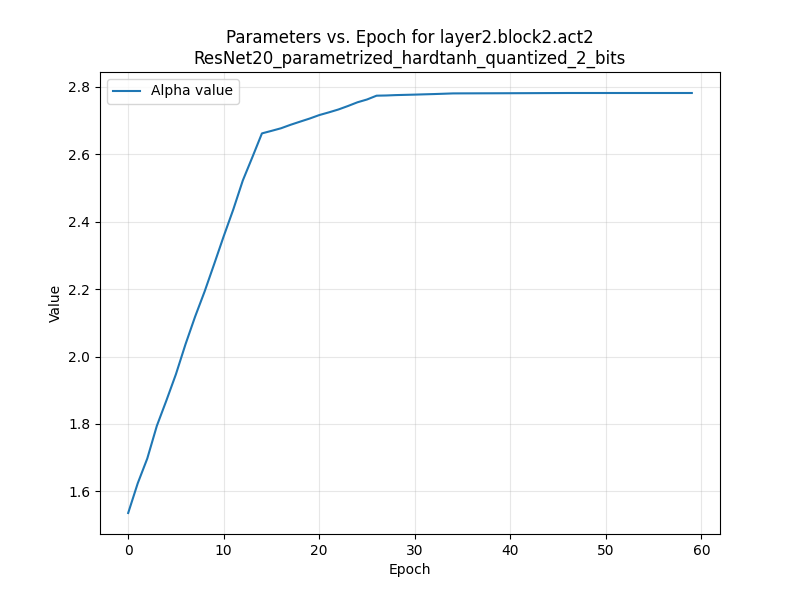 Parameters vs. Epoch for layer2.block2.act2
ResNet20_parametrized_hardtanh_quantized_2_bits
Alpha value
2.8
2.6
2.4
2.2
2.0
1.8
1.6
Value
0 10 20 30 40 50 60
Epoch